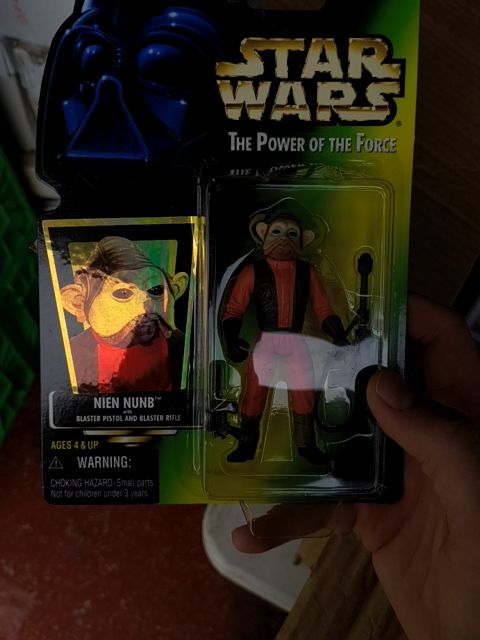 STAR
WARS®
THE POWER OF THE FORCE
NIEN NUNB™
with
BLASTER PISTOL AND BLASTER RIFLE
AGES 4 & UP
WARNING:
CHOKING HAZARD-Small parts.
Not for children under 3 years.